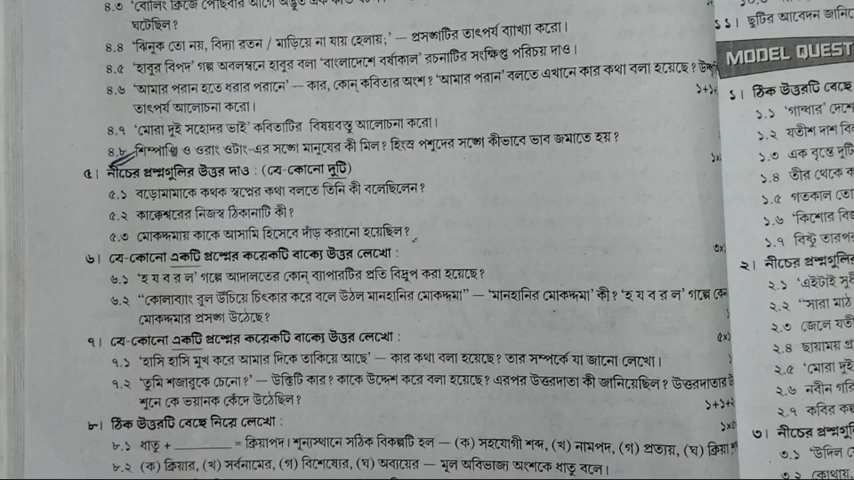 ঘটেছিল?
৪.৪ 'ঝিনুক তো নয়, বিদ্যা রতন / মাড়িয়ে না যায় হেলায়;' — প্রসঙ্গটির তাৎপর্য ব্যাখ্যা করো।
৪.৫ 'হাবুর বিপদ' গল্প অবলম্বনে হাবুর বলা 'বাংলাদেশে বর্ষাকাল' রচনাটির সংক্ষিপ্ত পরিচয় দাও।
৪.৬ 'আমার পরান হতে ধরার পরানে' — কার, কোন্ কবিতার অংশ? 'আমার পরান' বলতে এখানে কার কথা বলা হয়েছে?
তাৎপর্য আলোচনা করো।
৪.৭ 'মোরা দুই সহোদর ভাই' কবিতাটির বিষয়বস্তু আলোচনা করো।
৪.৮ শিম্পাঞ্জি ও ওরাং ওটাং-এর সঙ্গে মানুষের কী মিল? হিংস্র পশুদের সঙ্গে কীভাবে ভাব জমাতে হয়?
৫। নীচের প্রশ্নগুলির উত্তর দাও : (যে-কোনো দুটি)
৫.১ বড়োমামাকে কথক স্বপ্নের কথা বলতে তিনি কী বলেছিলেন?
৫.২ কাকেশ্বরের নিজস্ব ঠিকানাটি কী?
৫.৩ মোকদ্দমায় কাকে আসামি হিসেবে দাঁড় করানো হয়েছিল?
৬। যে-কোনো একটি প্রশ্নের কয়েকটি বাক্যে উত্তর লেখো :
৬.১ 'হ য ব র ল' গল্পে আদালতের কোন্ ব্যাপারটির প্রতি বিদ্রূপ করা হয়েছে?
৬.২ "কোলাব্যাং রুল উঁচিয়ে চিৎকার করে বলে উঠল মানহানির মোকদ্দমা" — 'মানহানির মোকদ্দমা' কী? 'হ য ব র ল' গল্পে
মোকদ্দমার প্রসঙ্গ উঠেছে?
৭। যে-কোনো একটি প্রশ্নের কয়েকটি বাক্যে উত্তর লেখো :
৭.১ 'হাসি হাসি মুখ করে আমার দিকে তাকিয়ে আছে' — কার কথা বলা হয়েছে? তার সম্পর্কে যা জানো লেখো।
৭.২ 'তুমি শজারুকে চেনো?' — উক্তিটি কার? কাকে উদ্দেশ করে বলা হয়েছে? এরপর উত্তরদাতা কী জানিয়েছিল? উত্তরদাতার
শুনে কে ভয়ানক কেঁদে উঠেছিল?
৮। ঠিক উত্তরটি বেছে নিয়ে লেখো :
৮.১ ধাতু + ________ = ক্রিয়াপদ। শূন্যস্থানে সঠিক বিকল্পটি হল — (ক) সহযোগী শব্দ, (খ) নামপদ, (গ) প্রত্যয়, (ঘ) ক্রিয়া
৮.২ (ক) ক্রিয়ার, (খ) সর্বনামের, (গ) বিশেষ্যের, (ঘ) অব্যয়ের — মূল অবিভাজ্য অংশকে ধাতু বলে।
১১। ছুটির আবেদন
MODEL QUEST
১। ঠিক উত্তরটি বেছে
১.১ 'গান্ধার' দেশে
১.২ যতীশ দাশ
১.৩ এক বৃন্তে দুটি
১.৪ তীর থেকে
১.৫ গতকাল
১.৬ 'কিশোর
১.৭ বিষ্টু
২। নীচের প্রশ্নগুলির
২.১ 'এইটাই
২.২ "সারা মাঠ
২.৩ জেলে
২.৪ ছায়াময়
২.৫ 'মোরা দুই
২.৬ নবীন
২.৭ কবির
৩। নীচের
৩.১
৩.২ কোথায়,